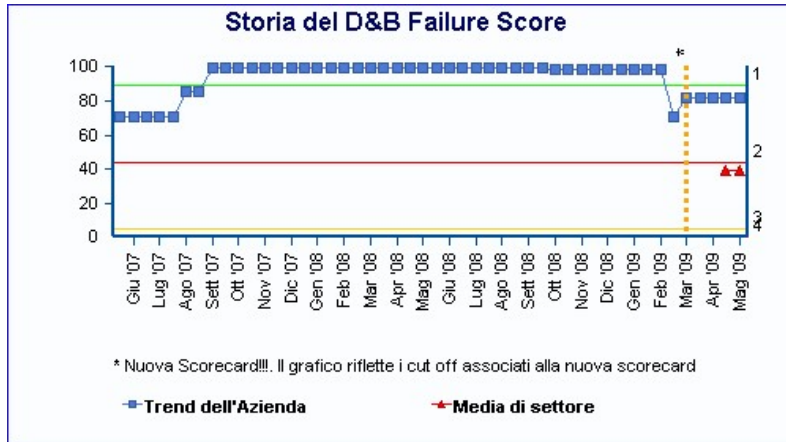 Storia del D&B Failure Score
*
100
80
60
40
20
0
1
2
3
4
Giu '07
Lug '07
Ago '07
Sett '07
Ott '07
Nov '07
Dic '07
Gen '08
Feb '08
Mar '08
Apr '08
Mag '08
Giu '08
Lug '08
Ago '08
Sett '08
Ott '08
Nov '08
Dic '08
Gen '09
Feb '09
Mar '09
Apr '09
Mag '09
* Nuova Scorecard!!!. Il grafico riflette i cut off associati alla nuova scorecard
Trend dell'Azienda
Media di settore